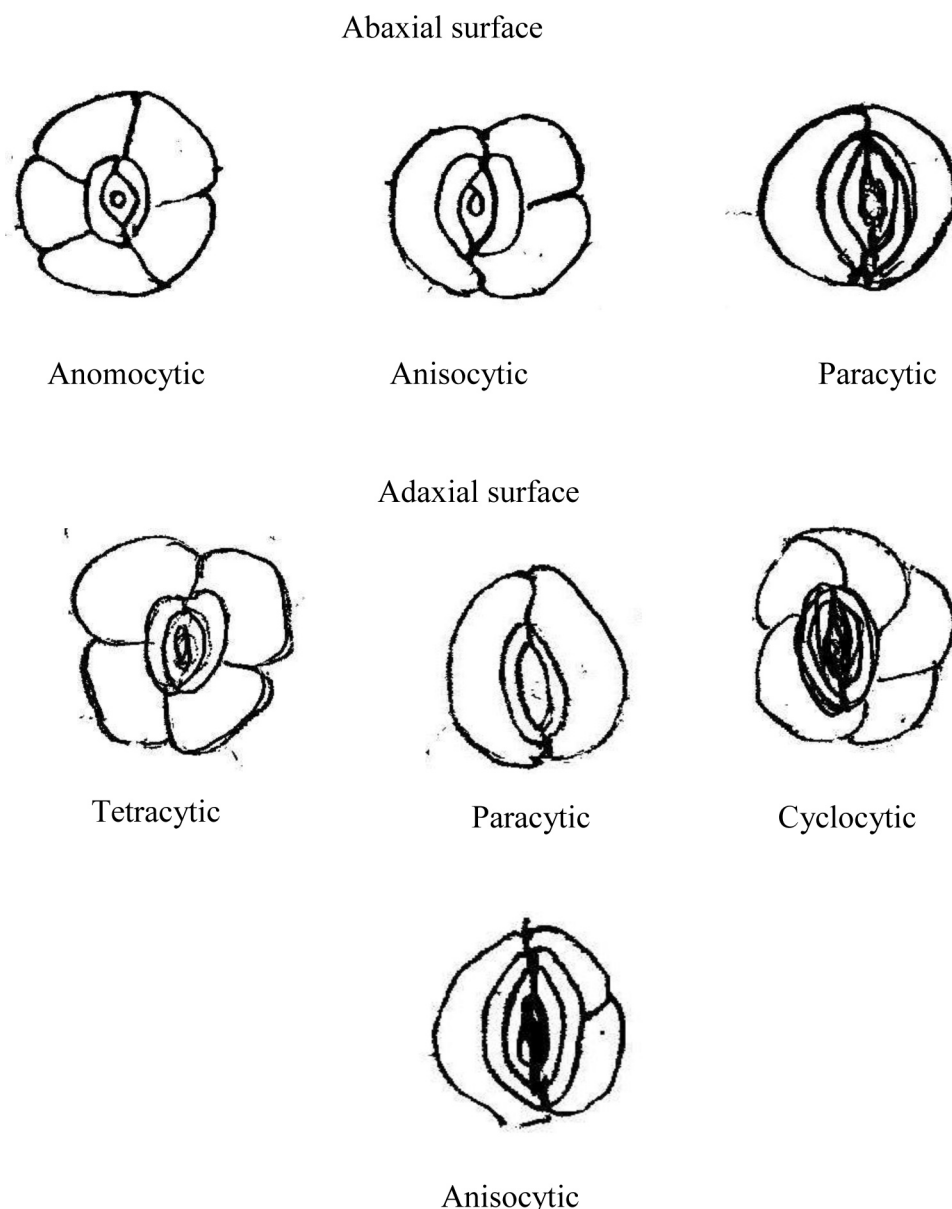 Abaxial surface
Anomocytic
Anisocytic
Paracytic
Adaxial surface
Tetracytic
Paracytic
Cyclocytic
Anisocytic